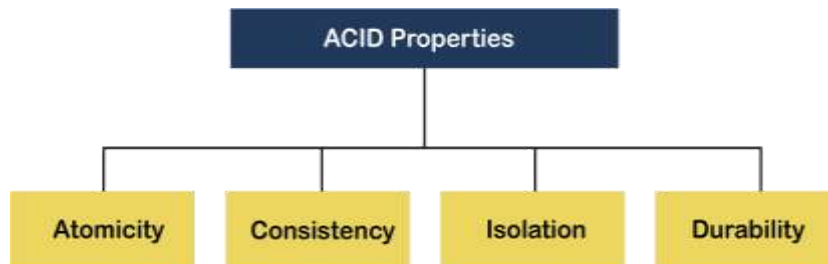 ACID Properties
Atomicity
Consistency
Isolation
Durability